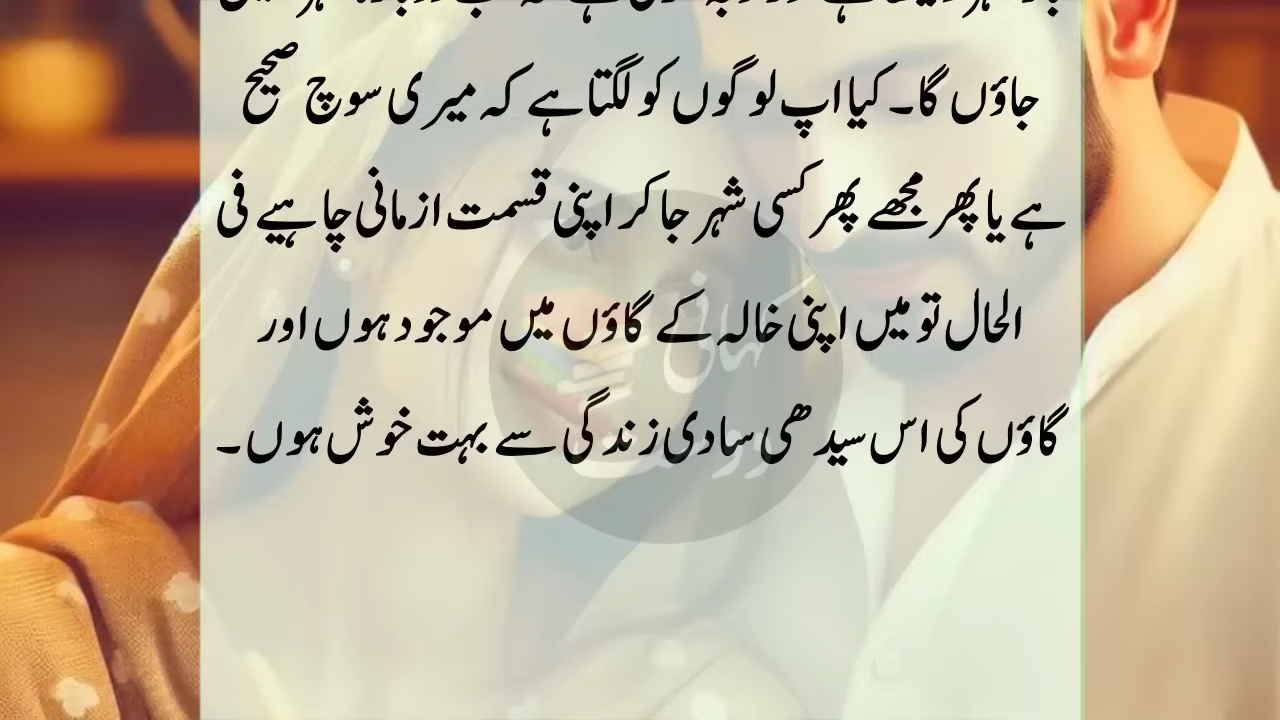 جاؤں گا۔ کیا اپ لوگوں کو لگتا ہے کہ میری سوچ صحیح
ہے یا پھر مجھے پھر کسی شہر جا کر اپنی قسمت ازمانی چاہیے فی
الحال تو میں اپنی خالہ کے گاؤں میں موجود ہوں اور
گاؤں کی اس سیدھی سادی زندگی سے بہت خوش ہوں۔